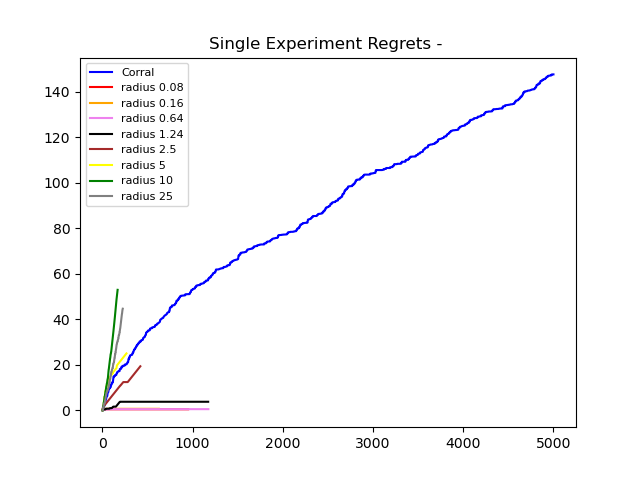 Single Experiment Regrets -
Corral
radius 0.08
radius 0.16
radius 0.64
radius 1.24
radius 2.5
radius 5
radius 10
radius 25
140
120
100
80
60
40
20
0
0 1000 2000 3000 4000 5000